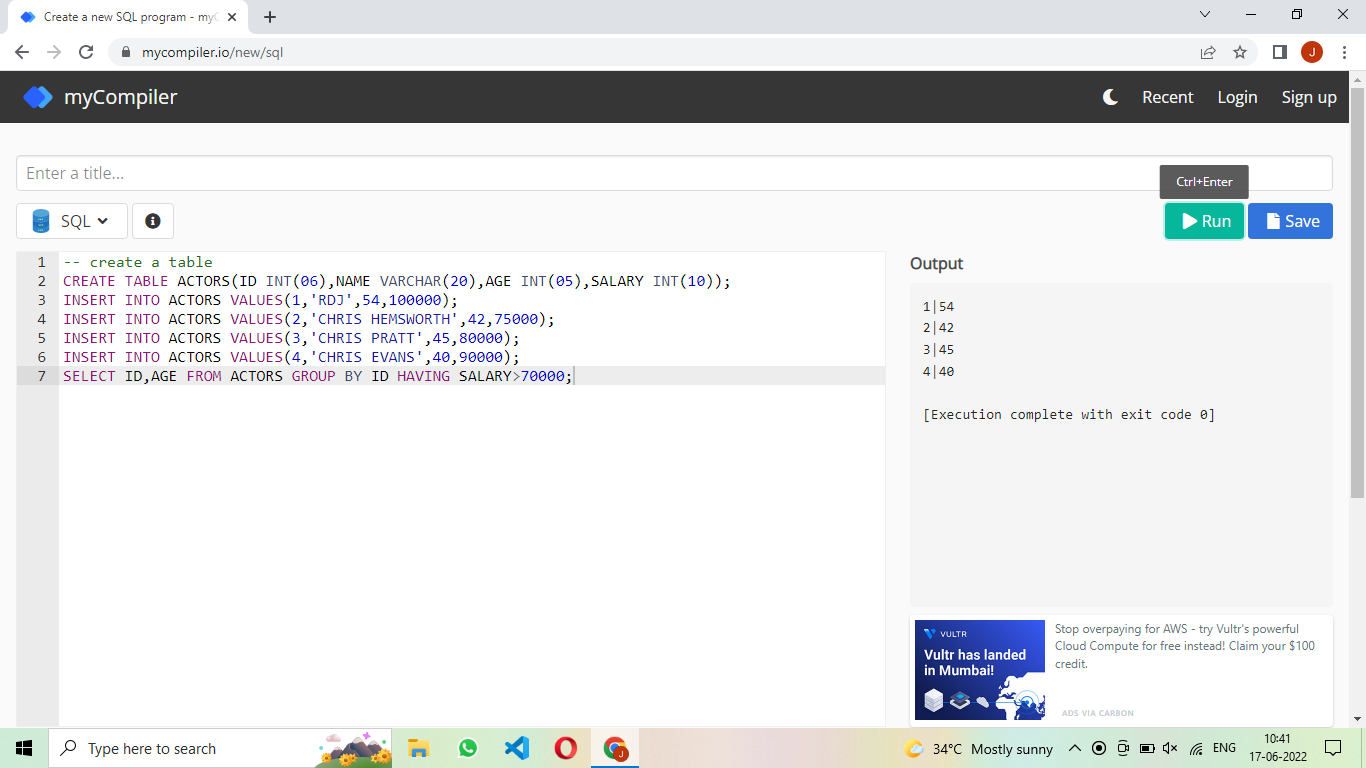 Create a new SQL program - myC
mycompiler.io/new/sql
J
myCompiler
Recent Login Sign up
Enter a title...
Ctrl+Enter
SQL
Run Save
1 -- create a table
2 CREATE TABLE ACTORS(ID INT(06),NAME VARCHAR(20),AGE INT(05),SALARY INT(10));
3 INSERT INTO ACTORS VALUES(1,'RDJ',54,100000);
4 INSERT INTO ACTORS VALUES(2,'CHRIS HEMSWORTH',42,75000);
5 INSERT INTO ACTORS VALUES(3,'CHRIS PRATT',45,80000);
6 INSERT INTO ACTORS VALUES(4,'CHRIS EVANS',40,90000);
7 SELECT ID,AGE FROM ACTORS GROUP BY ID HAVING SALARY>70000;
Output
1|54
2|42
3|45
4|40
[Execution complete with exit code 0]
VULTR
Vultr has landed
in Mumbai!
Stop overpaying for AWS - try Vultr's powerful
Cloud Compute for free instead! Claim your $100
credit.
ADS VIA CARBON
Type here to search
J
34°C Mostly sunny
ENG
10:41
17-06-2022